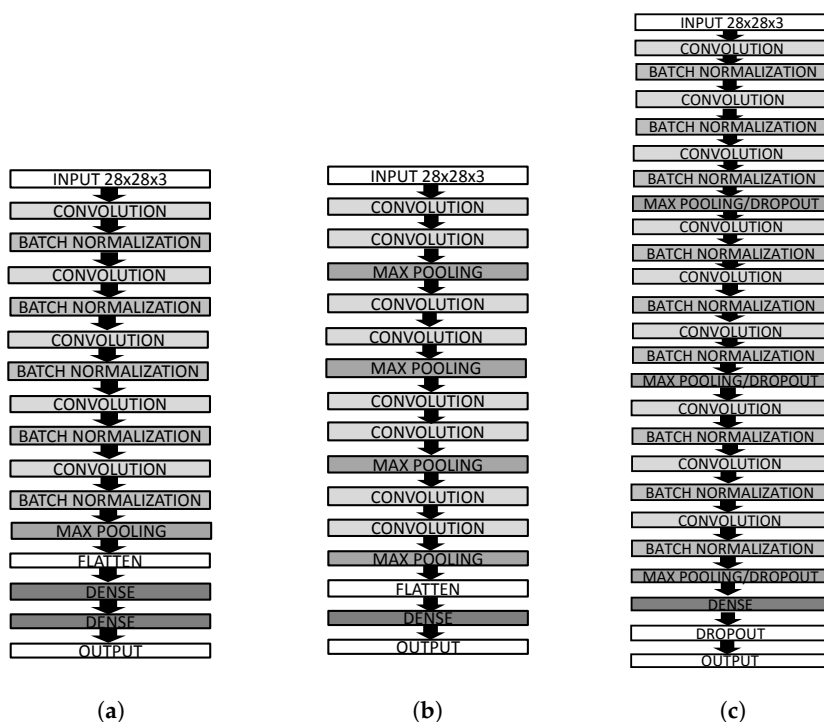 INPUT 28x28x3
CONVOLUTION
BATCH NORMALIZATION
CONVOLUTION
BATCH NORMALIZATION
CONVOLUTION
BATCH NORMALIZATION
CONVOLUTION
BATCH NORMALIZATION
CONVOLUTION
BATCH NORMALIZATION
MAX POOLING
FLATTEN
DENSE
DENSE
OUTPUT
(a)
INPUT 28x28x3
CONVOLUTION
CONVOLUTION
MAX POOLING
CONVOLUTION
CONVOLUTION
MAX POOLING
CONVOLUTION
CONVOLUTION
MAX POOLING
CONVOLUTION
CONVOLUTION
MAX POOLING
FLATTEN
DENSE
OUTPUT
(b)
INPUT 28x28x3
CONVOLUTION
BATCH NORMALIZATION
CONVOLUTION
BATCH NORMALIZATION
CONVOLUTION
BATCH NORMALIZATION
MAX POOLING/DROPOUT
CONVOLUTION
BATCH NORMALIZATION
CONVOLUTION
BATCH NORMALIZATION
CONVOLUTION
BATCH NORMALIZATION
MAX POOLING/DROPOUT
CONVOLUTION
BATCH NORMALIZATION
CONVOLUTION
BATCH NORMALIZATION
CONVOLUTION
BATCH NORMALIZATION
MAX POOLING/DROPOUT
DENSE
DROPOUT
OUTPUT
(c)